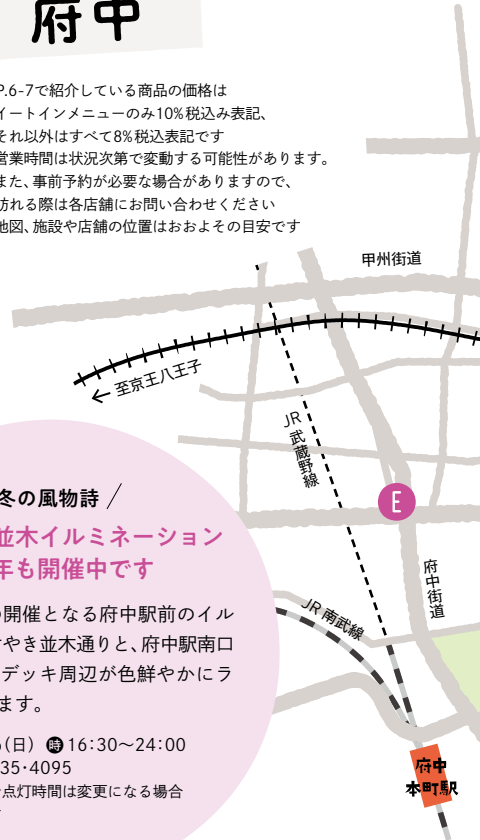 府中
P.6-7で紹介している商品の価格は
イートインメニューのみ10%税込み表記、
それ以外はすべて8%税込表記です
営業時間は状況次第で変動する可能性があります。
また、事前予約が必要な場合がありますので、
訪れる際は各店舗にお問い合わせください
地図、施設や店舗の位置はおおよその目安です
甲州街道
←至京王八王子
JR武蔵野線
E
府中街道
JR南武線
府中
本町駅
冬の風物詩
並木イルミネーション
年も開催中です
の開催となる府中駅前のイル
やき並木通りと、府中駅南口
デッキ周辺が色鮮やかにラ
ます。
(日) 時16:30〜24:00
35・4095
点灯時間は変更になる場合